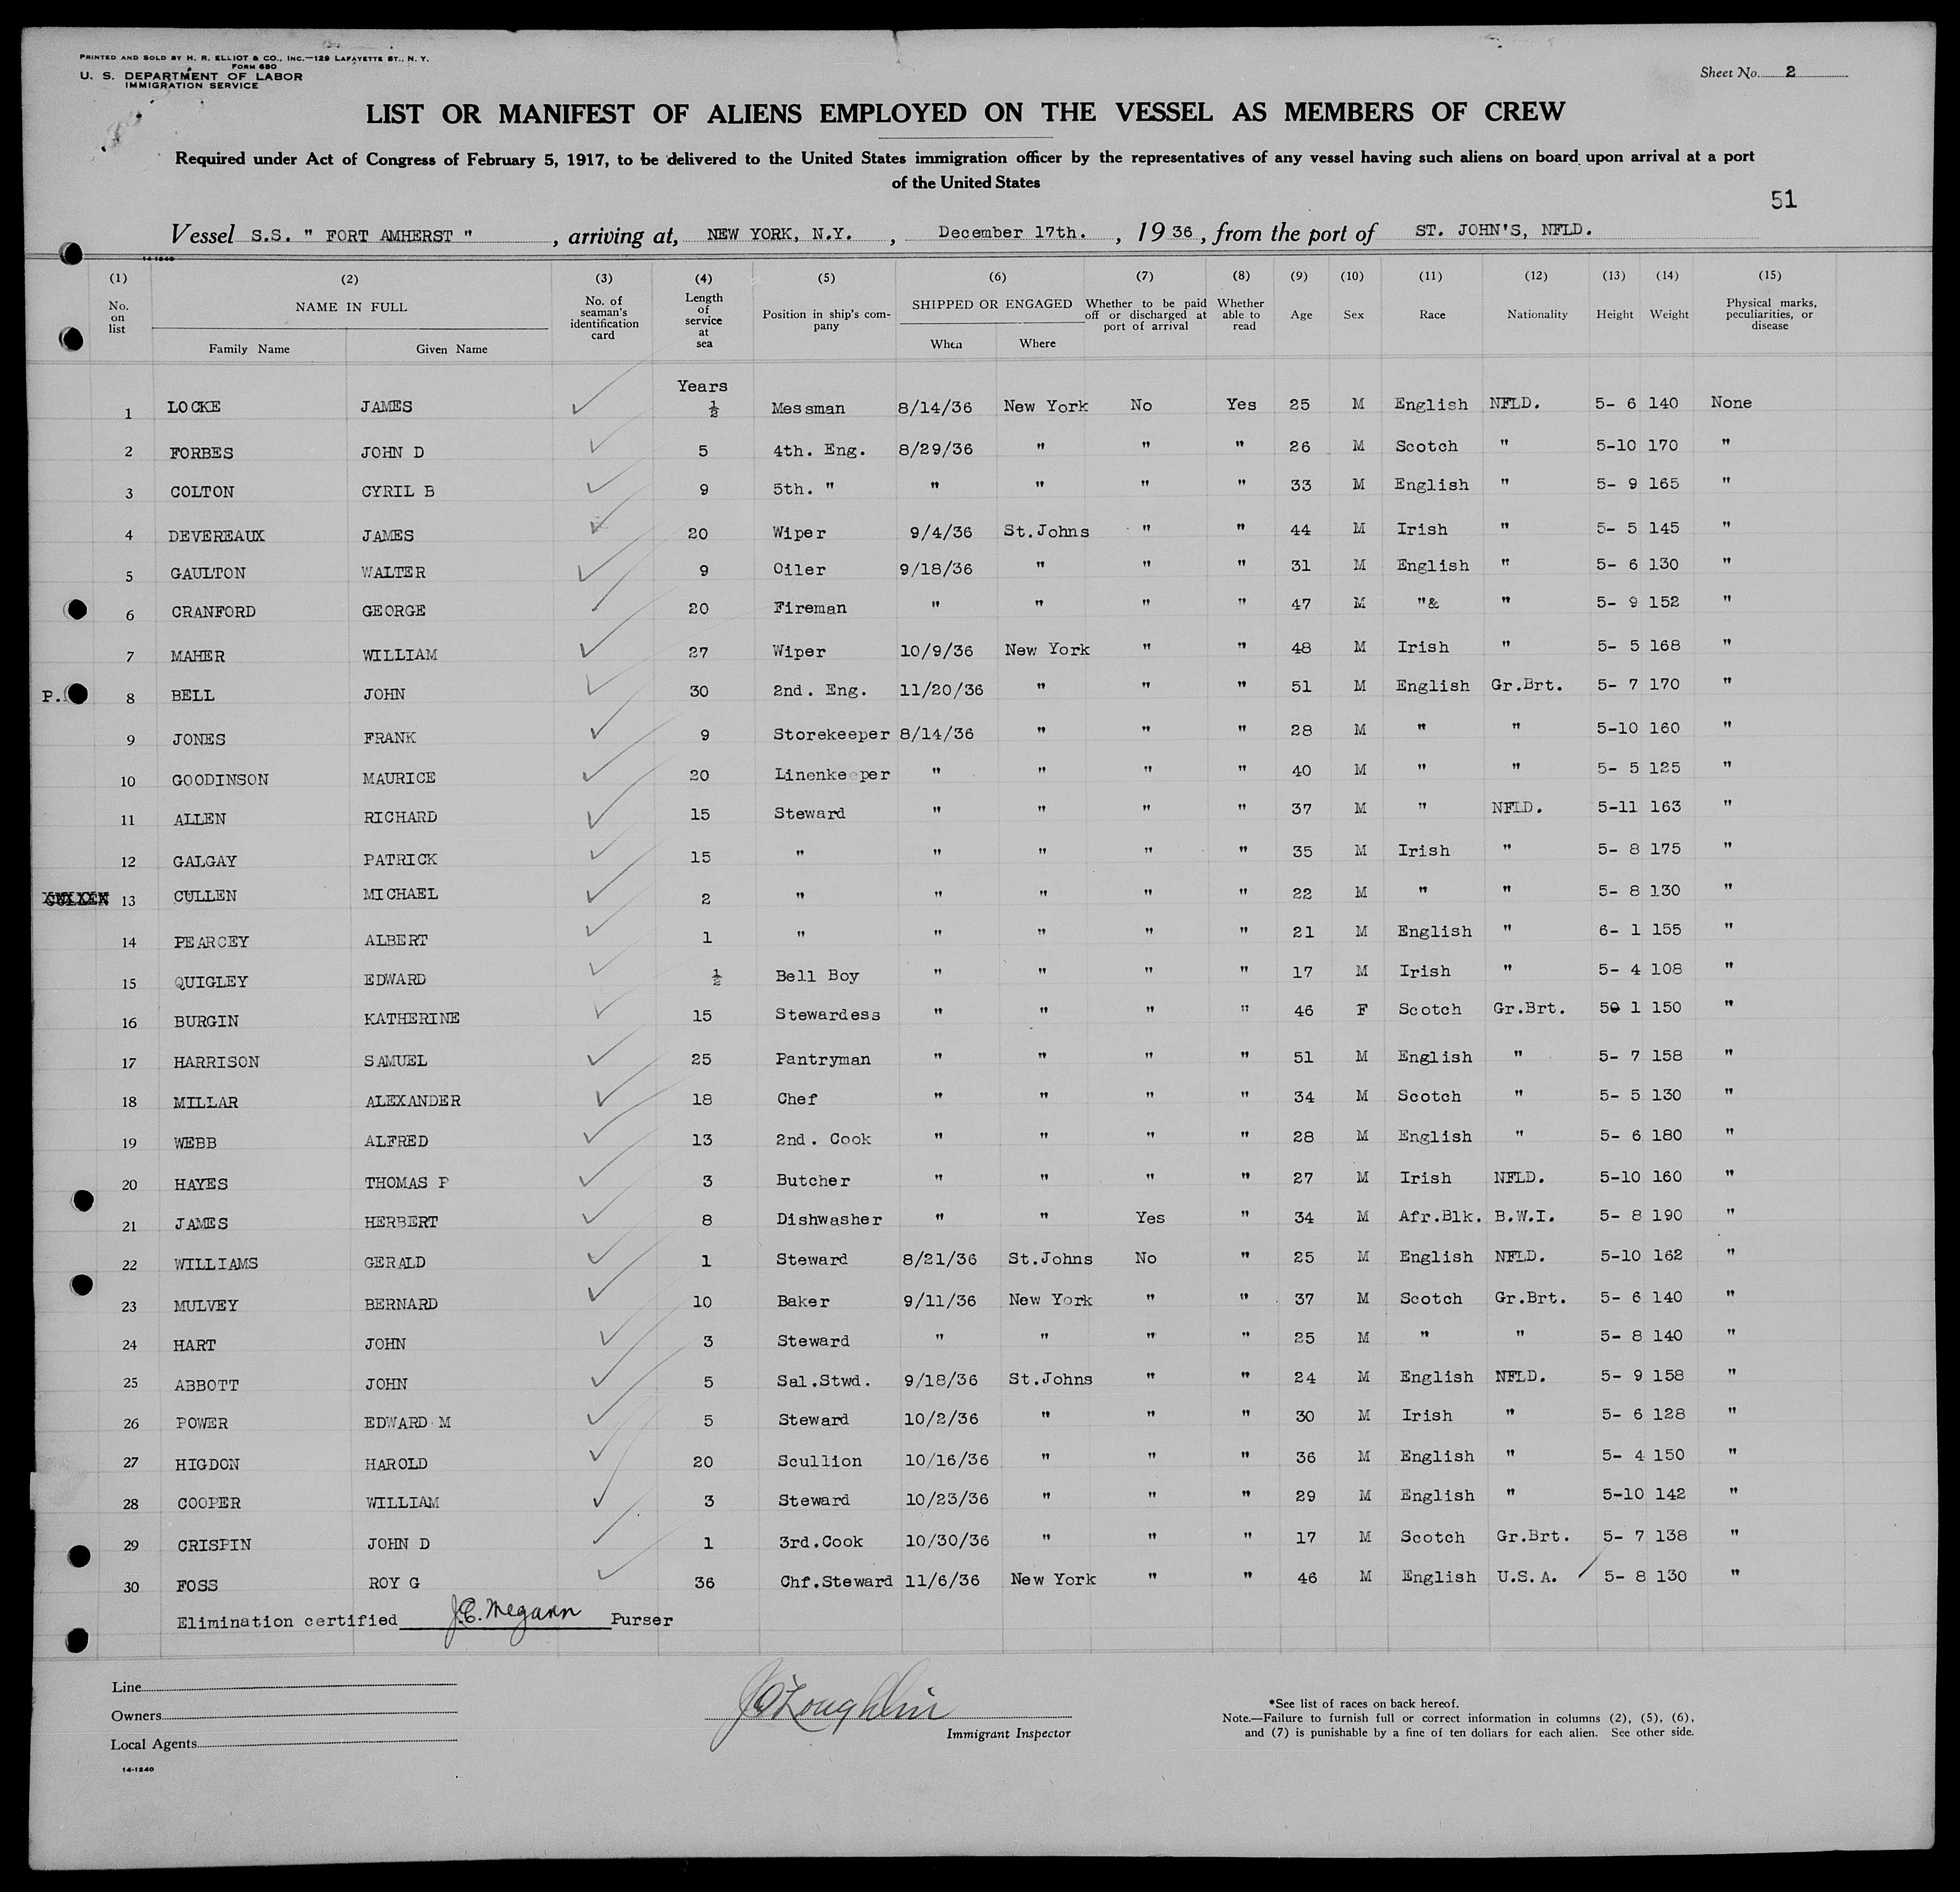 PRINTED AND SOLD BY H. R. ELLIOT & CO., INC.—129 LAFAYETTE ST., N. Y.
FORM 680
U. S. DEPARTMENT OF LABOR
IMMIGRATION SERVICE
Sheet No. 2
LIST OR MANIFEST OF ALIENS EMPLOYED ON THE VESSEL AS MEMBERS OF CREW
Required under Act of Congress of February 5, 1917, to be delivered to the United States immigration officer by the representatives of any vessel having such aliens on board upon arrival at a port
of the United States
51
Vessel S.S. " FORT AMHERST " , arriving at, NEW YORK, N.Y. , December 17th. , 19 36 , from the port of ST. JOHN'S, NFLD.
14-1240
(1) (2) (3) (4) (5) (6) (7) (8) (9) (10) (11) (12) (13) (14) (15)
No. on list NAME IN FULL Family Name Given Name No. of seaman's identification card Length of service at sea Position in ship's company SHIPPED OR ENGAGED When Where Whether to be paid off or discharged at port of arrival Whether able to read Age Sex Race Nationality Height Weight Physical marks, peculiarities, or disease
Years
1 LOCKE JAMES ½ Messman 8/14/36 New York No Yes 25 M English NFLD. 5- 6 140 None
2 FORBES JOHN D 5 4th. Eng. 8/29/36 " " " 26 M Scotch " 5-10 170 "
3 COLTON CYRIL B 9 5th. " " " " " 33 M English " 5- 9 165 "
4 DEVEREAUX JAMES 20 Wiper 9/4/36 St.Johns " " 44 M Irish " 5- 5 145 "
5 GAULTON WALTER 9 Oiler 9/18/36 " " " 31 M English " 5- 6 130 "
6 CRANFORD GEORGE 20 Fireman " " " " 47 M "& " 5- 9 152 "
7 MAHER WILLIAM 27 Wiper 10/9/36 New York " " 48 M Irish " 5- 5 168 "
P. 8 BELL JOHN 30 2nd. Eng. 11/20/36 " " " 51 M English Gr.Brt. 5- 7 170 "
9 JONES FRANK 9 Storekeeper 8/14/36 " " " 28 M " " 5-10 160 "
10 GOODINSON MAURICE 20 Linenkeeper " " " " 40 M " " 5- 5 125 "
11 ALLEN RICHARD 15 Steward " " " " 37 M " NFLD. 5-11 163 "
12 GALGAY PATRICK 15 " " " " " 35 M Irish " 5- 8 175 "
13 CULLEN MICHAEL 2 " " " " " 22 M " " 5- 8 130 "
14 PEARCEY ALBERT 1 " " " " " 21 M English " 6- 1 155 "
15 QUIGLEY EDWARD ½ Bell Boy " " " " 17 M Irish " 5- 4 108 "
16 BURGIN KATHERINE 15 Stewardess " " " " 46 F Scotch Gr.Brt. 5- 1 150 "
17 HARRISON SAMUEL 25 Pantryman " " " " 51 M English " 5- 7 158 "
18 MILLAR ALEXANDER 18 Chef " " " " 34 M Scotch " 5- 5 130 "
19 WEBB ALFRED 13 2nd. Cook " " " " 28 M English " 5- 6 180 "
20 HAYES THOMAS P 3 Butcher " " " " 27 M Irish NFLD. 5-10 160 "
21 JAMES HERBERT 8 Dishwasher " " Yes " 34 M Afr.Blk. B.W.I. 5- 8 190 "
22 WILLIAMS GERALD 1 Steward 8/21/36 St.Johns No " 25 M English NFLD. 5-10 162 "
23 MULVEY BERNARD 10 Baker 9/11/36 New York " " 37 M Scotch Gr.Brt. 5- 6 140 "
24 HART JOHN 3 Steward " " " " 25 M " " 5- 8 140 "
25 ABBOTT JOHN 5 Sal.Stwd. 9/18/36 St.Johns " " 24 M English NFLD. 5- 9 158 "
26 POWER EDWARD M 5 Steward 10/2/36 " " " 30 M Irish " 5- 6 128 "
27 HIGDON HAROLD 20 Scullion 10/16/36 " " " 36 M English " 5- 4 150 "
28 COOPER WILLIAM 3 Steward 10/23/36 " " " 29 M English " 5-10 142 "
29 CRISPIN JOHN D 1 3rd.Cook 10/30/36 " " " 17 M Scotch Gr.Brt. 5- 7 138 "
30 FOSS ROY G 36 Chf.Steward 11/6/36 New York " " 46 M English U.S.A. 5- 8 130 "
Elimination certified J.C. Megann Purser
Line
Owners
Local Agents
14-1240
J O'Loughlin
Immigrant Inspector
*See list of races on back hereof.
Note.—Failure to furnish full or correct information in columns (2), (5), (6),
and (7) is punishable by a fine of ten dollars for each alien. See other side.